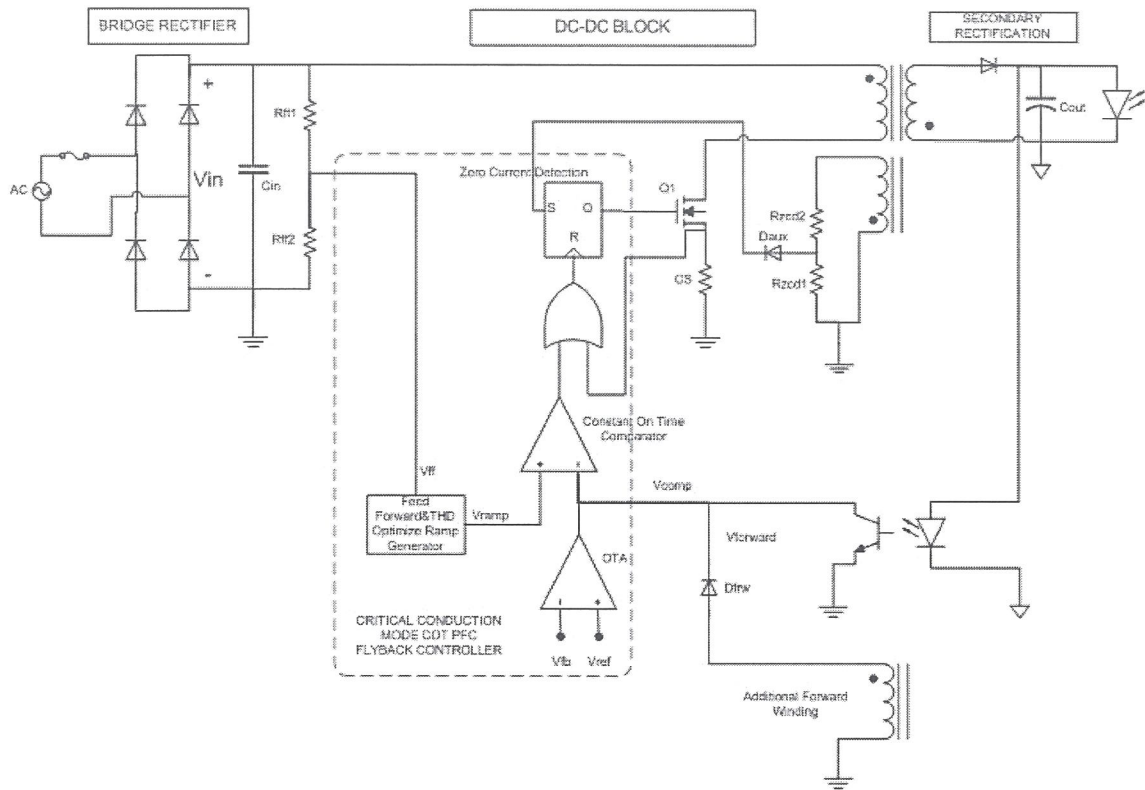 BRIDGE RECTIFIER
DC-DC BLOCK
SECONDARY
RECTIFICATION
Rff1
+
Cout
Zero Current Detection
Q1
AC
Vin
Cin
S
Q
Rzcd2
R
Daux
Rff2
-
CS
Rzcd1
Constant On Time
Comparator
Vff
+
-
Vcomp
Feed
Forward&THD
Optimize Ramp
Generator
Vramp
Vforward
OTA
Dfrw
-
+
CRITICAL CONDUCTION
MODE COT PFC
FLYBACK CONTROLLER
Vfb
Vref
Additional Forward
Winding